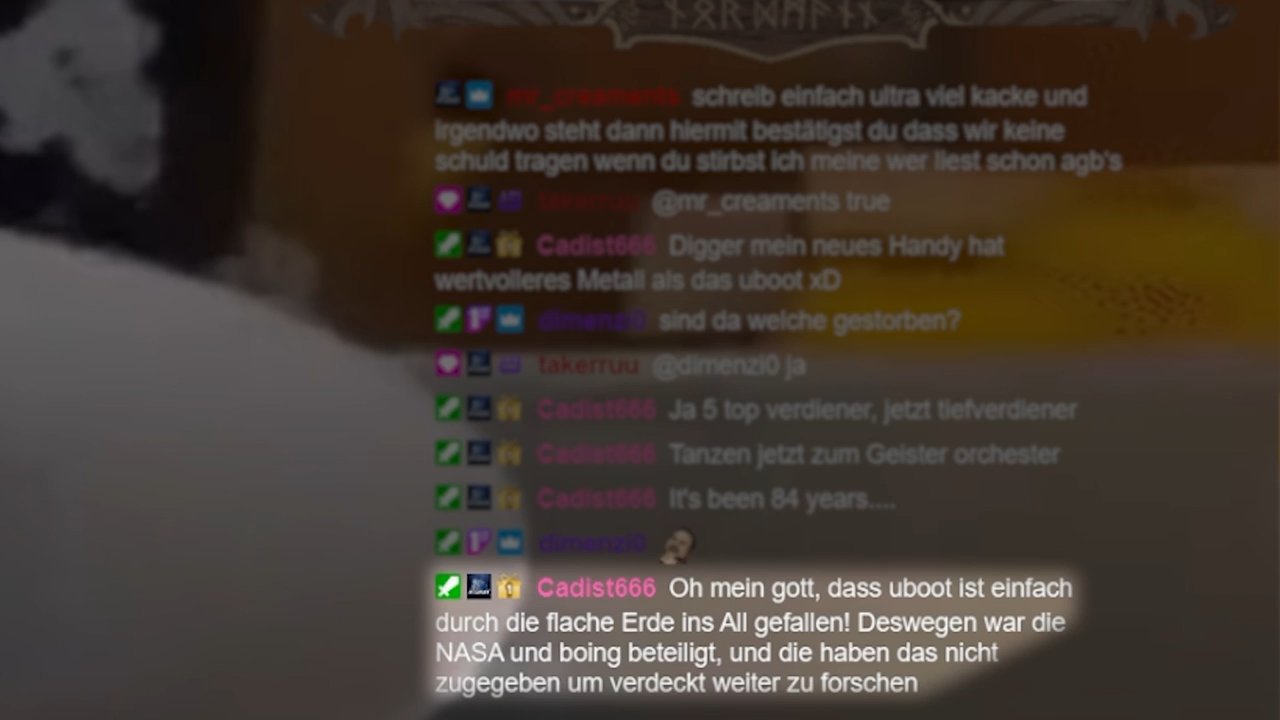 mr_creaments schreib einfach ultra viel kacke und
irgendwo steht dann hiermit bestätigst du dass wir keine
schuld tragen wenn du stirbst ich meine wer liest schon agb's
takerruu @mr_creaments true
Cadist666 Digger mein neues Handy hat
wertvolleres Metall als das uboot xD
dimenzi0 sind da welche gestorben?
takerruu @dimenzi0 ja
Cadist666 Ja 5 top verdiener, jetzt tiefverdiener
Cadist666 Tanzen jetzt zum Geister orchester
Cadist666 It's been 84 years....
dimenzi0
Cadist666 Oh mein gott, dass uboot ist einfach
durch die flache Erde ins All gefallen! Deswegen war die
NASA und boing beteiligt, und die haben das nicht
zugegeben um verdeckt weiter zu forschen